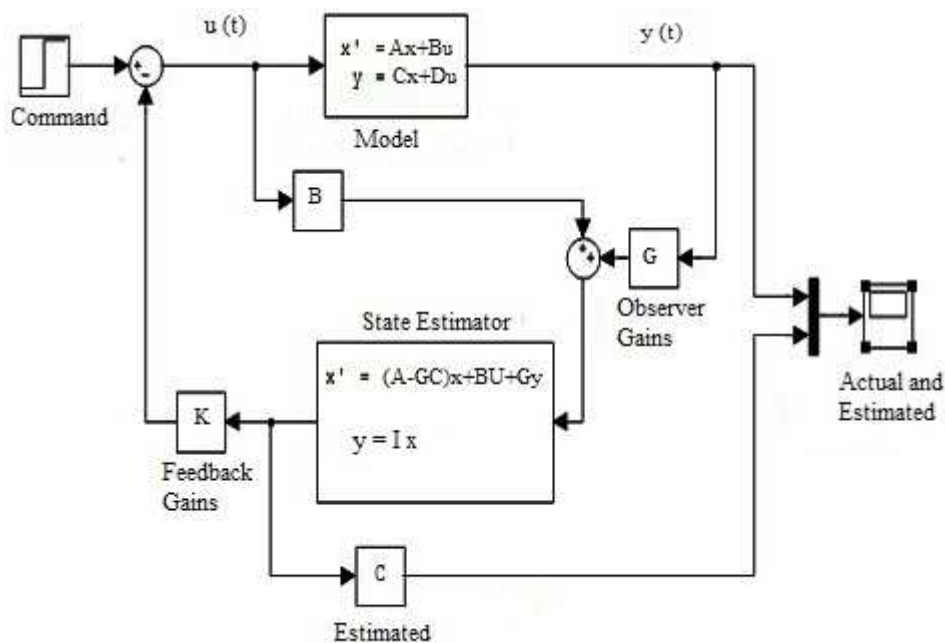 u (t)
y (t)
x' = Ax+Bu
y = Cx+Du
Command
Model
B
G
Observer
Gains
State Estimator
x' = (A-GC)x+BU+Gy
y = I x
K
Feedback
Gains
Actual and
Estimated
C
Estimated